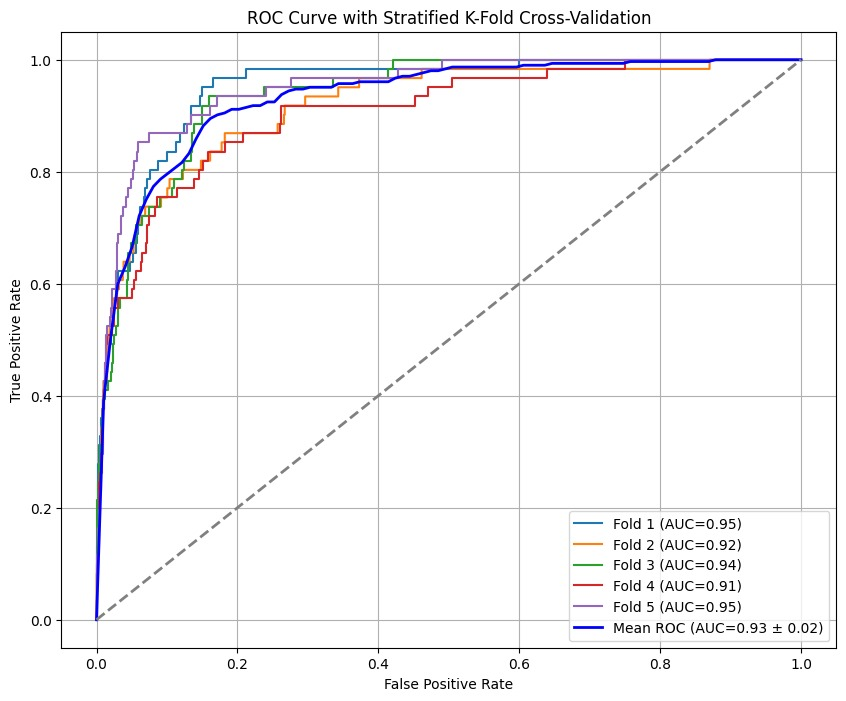 ROC Curve with Stratified K-Fold Cross-Validation
True Positive Rate
1.0
0.8
0.6
0.4
0.2
0.0
0.0 0.2 0.4 0.6 0.8 1.0
False Positive Rate
Fold 1 (AUC=0.95)
Fold 2 (AUC=0.92)
Fold 3 (AUC=0.94)
Fold 4 (AUC=0.91)
Fold 5 (AUC=0.95)
Mean ROC (AUC=0.93 ± 0.02)